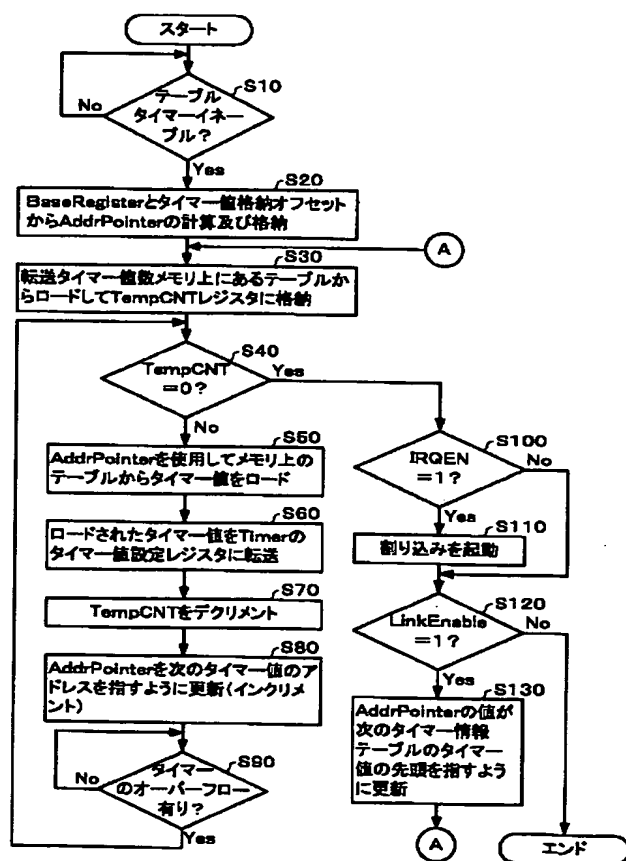 スタート
S10
テーブル
タイマーイネー
ブル？
No
Yes
S20
BaseRegisterとタイマー値格納オフセット
からAddrPointerの計算及び格納
A
S30
転送タイマー値数メモリ上にあるテーブルか
らロードしてTempCNTレジスタに格納
S40
TempCNT
=0？
Yes
No
S50
AddrPointerを使用してメモリ上の
テーブルからタイマー値をロード
S60
ロードされたタイマー値をTimerの
タイマー値設定レジスタに転送
S70
TempCNTをデクリメント
S80
AddrPointerを次のタイマー値のアド
レスを指すように更新(インクリメ
ント)
S90
タイマー
のオーバーフロー
有り？
No
Yes
S100
IRQEN
=1？
No
Yes
S110
割り込みを起動
S120
LinkEnable
=1？
No
Yes
S130
AddrPointerの値が
次のタイマー情報
テーブルのタイマー
値の先頭を指すように
更新
A
エンド